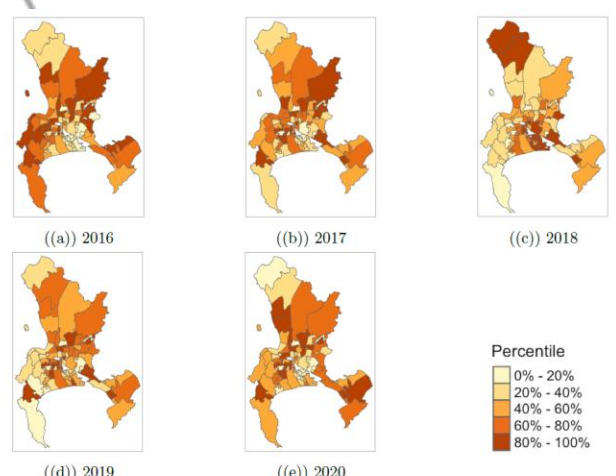 ((a)) 2016
((b)) 2017
((c)) 2018
((d)) 2019
((e)) 2020
Percentile
0% - 20%
20% - 40%
40% - 60%
60% - 80%
80% - 100%